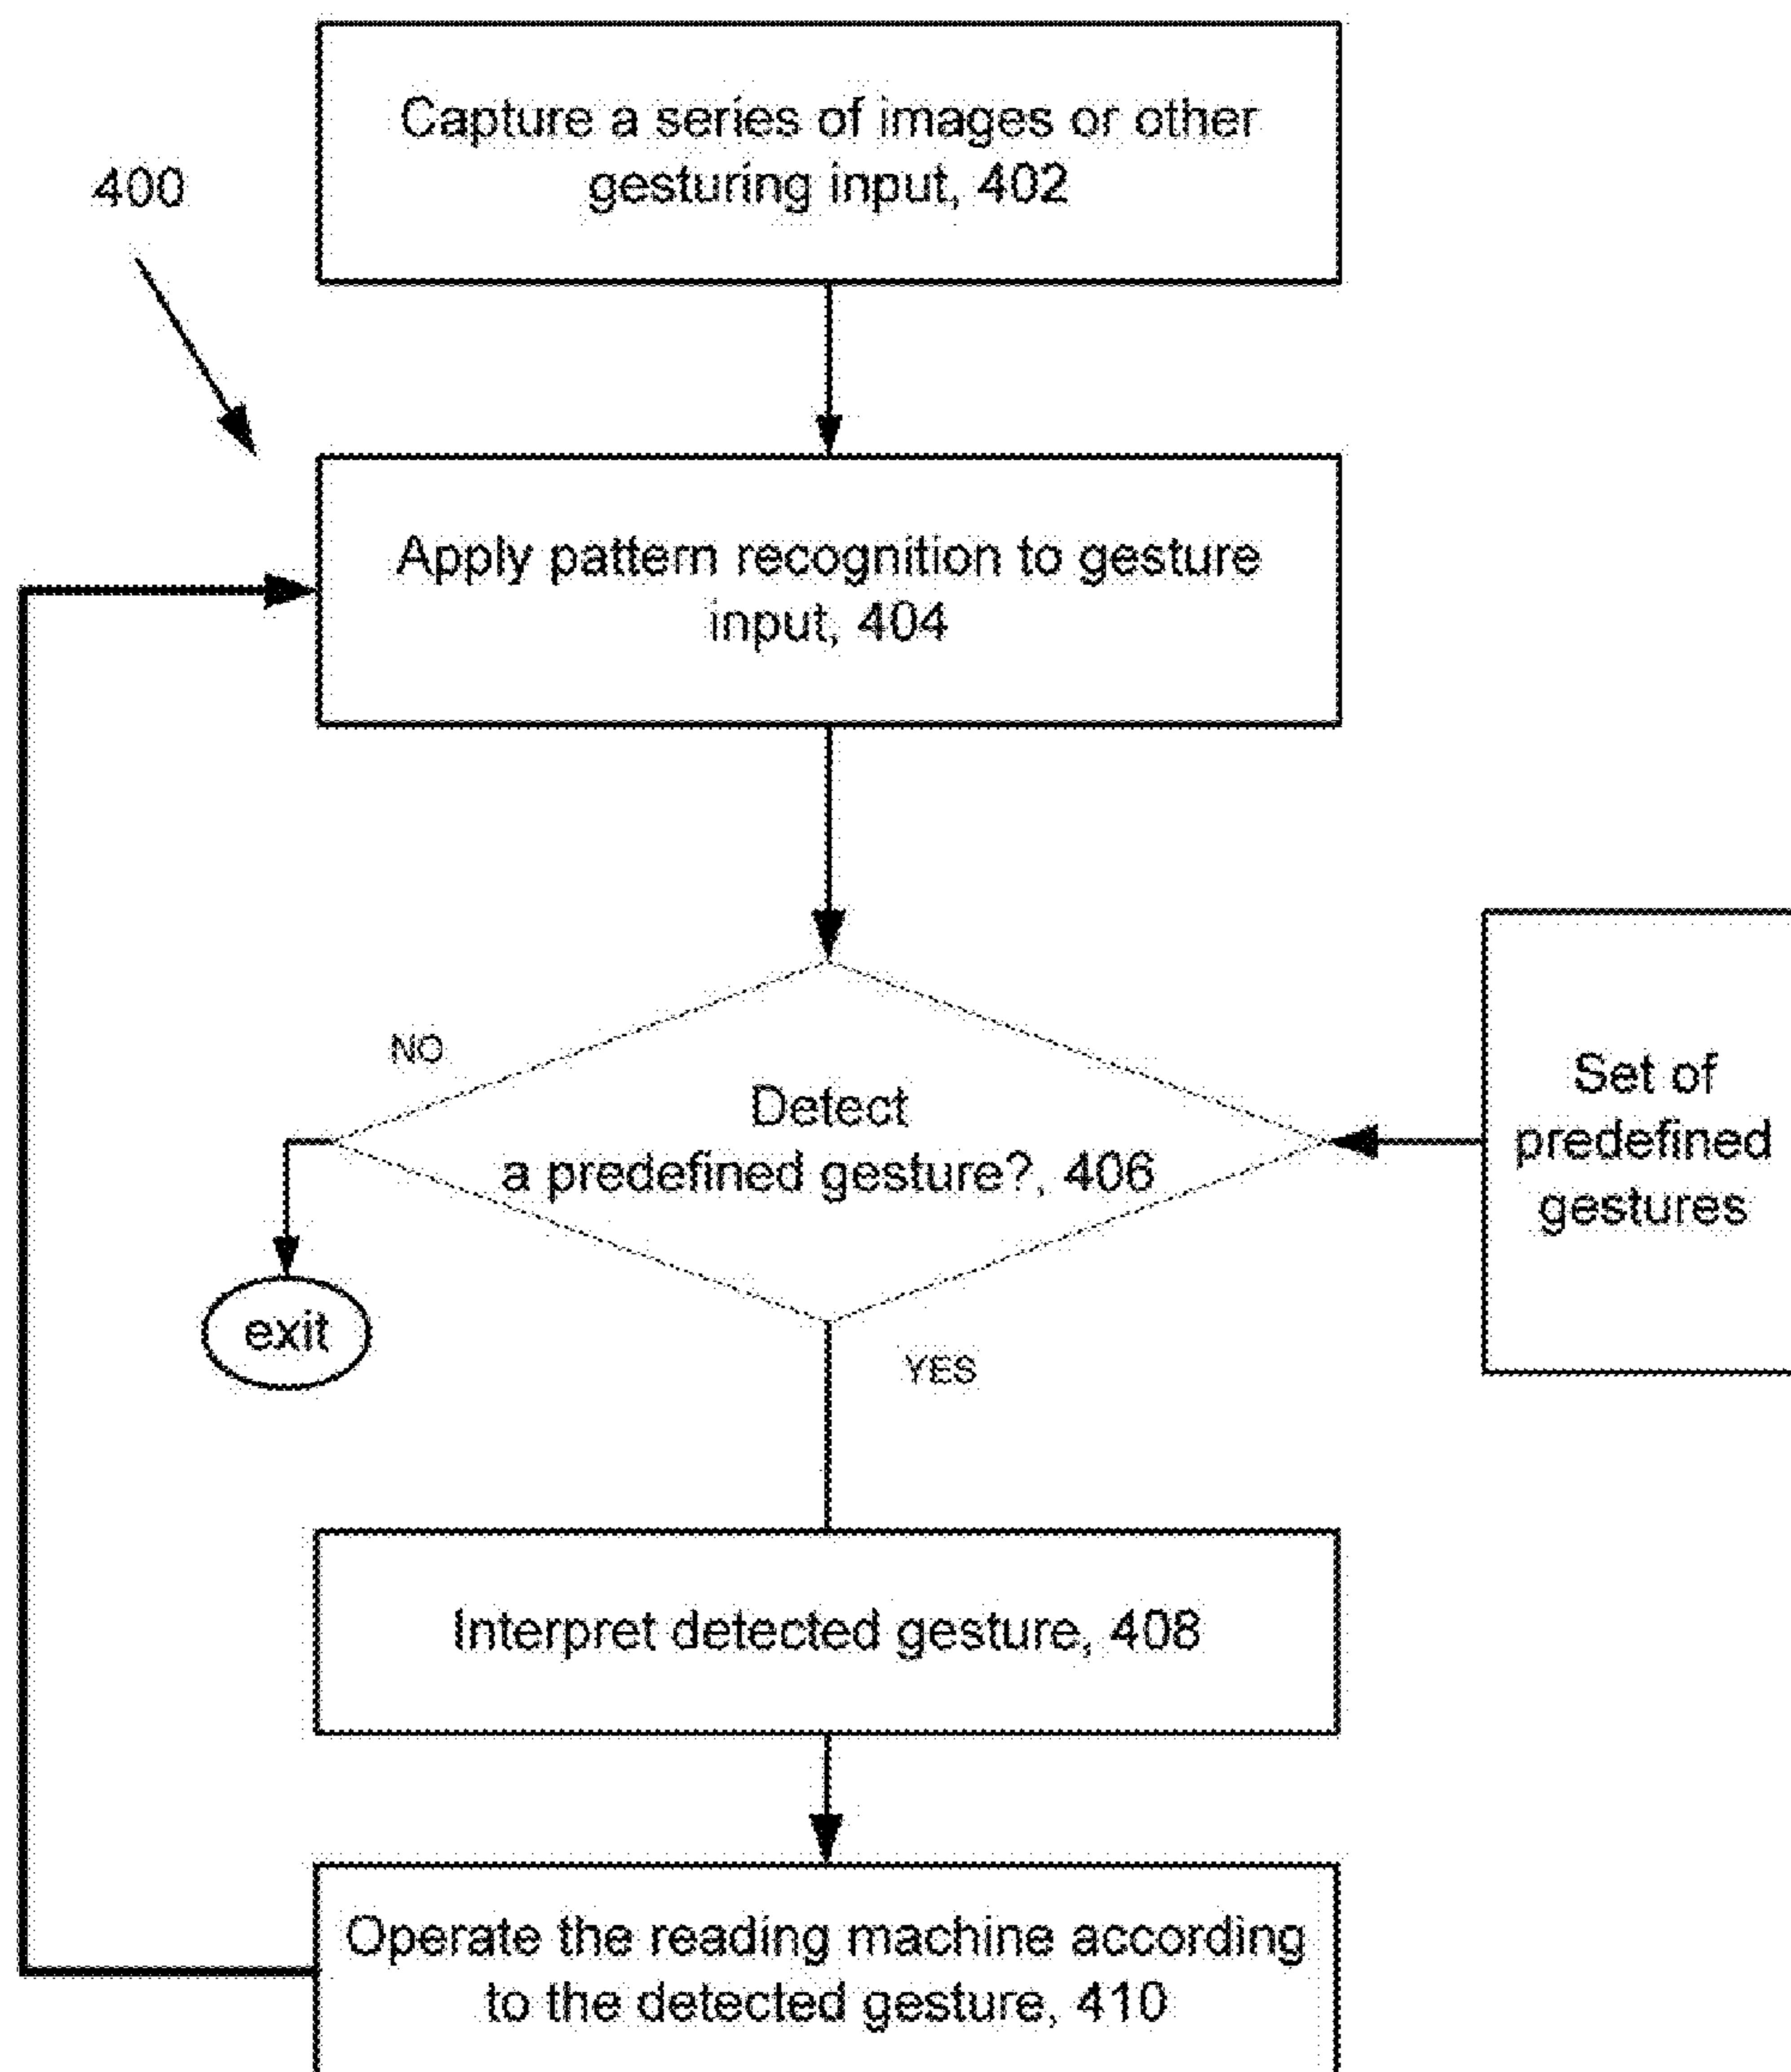 Capture a series of images or other
gesturing input, 402
400
Apply pattern recognition to gesture
input, 404
NO
Detect
a predefined gesture?, 406
Set of
predefined
gestures
exit
YES
Interpret detected gesture, 408
Operate the reading machine according
to the detected gesture, 410